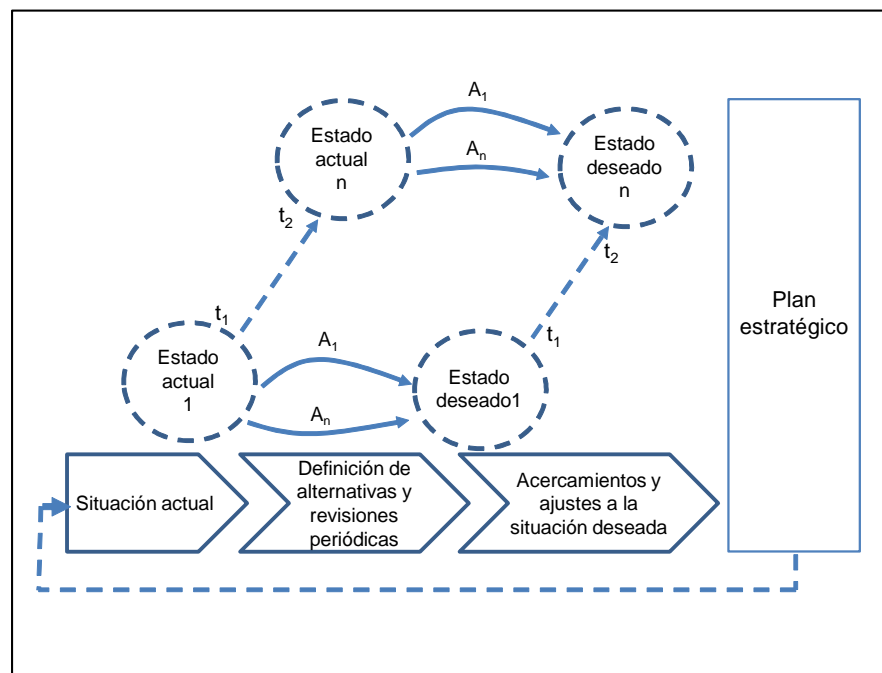 A1
Estado
actual
n
An
Estado
deseado
n
t2
t2
t1
t1
Estado
actual
1
A1
An
Estado
deseado1
Plan
estratégico
Situación actual
Definición de
alternativas y
revisiones
periódicas
Acercamientos y
ajustes a la
situación deseada